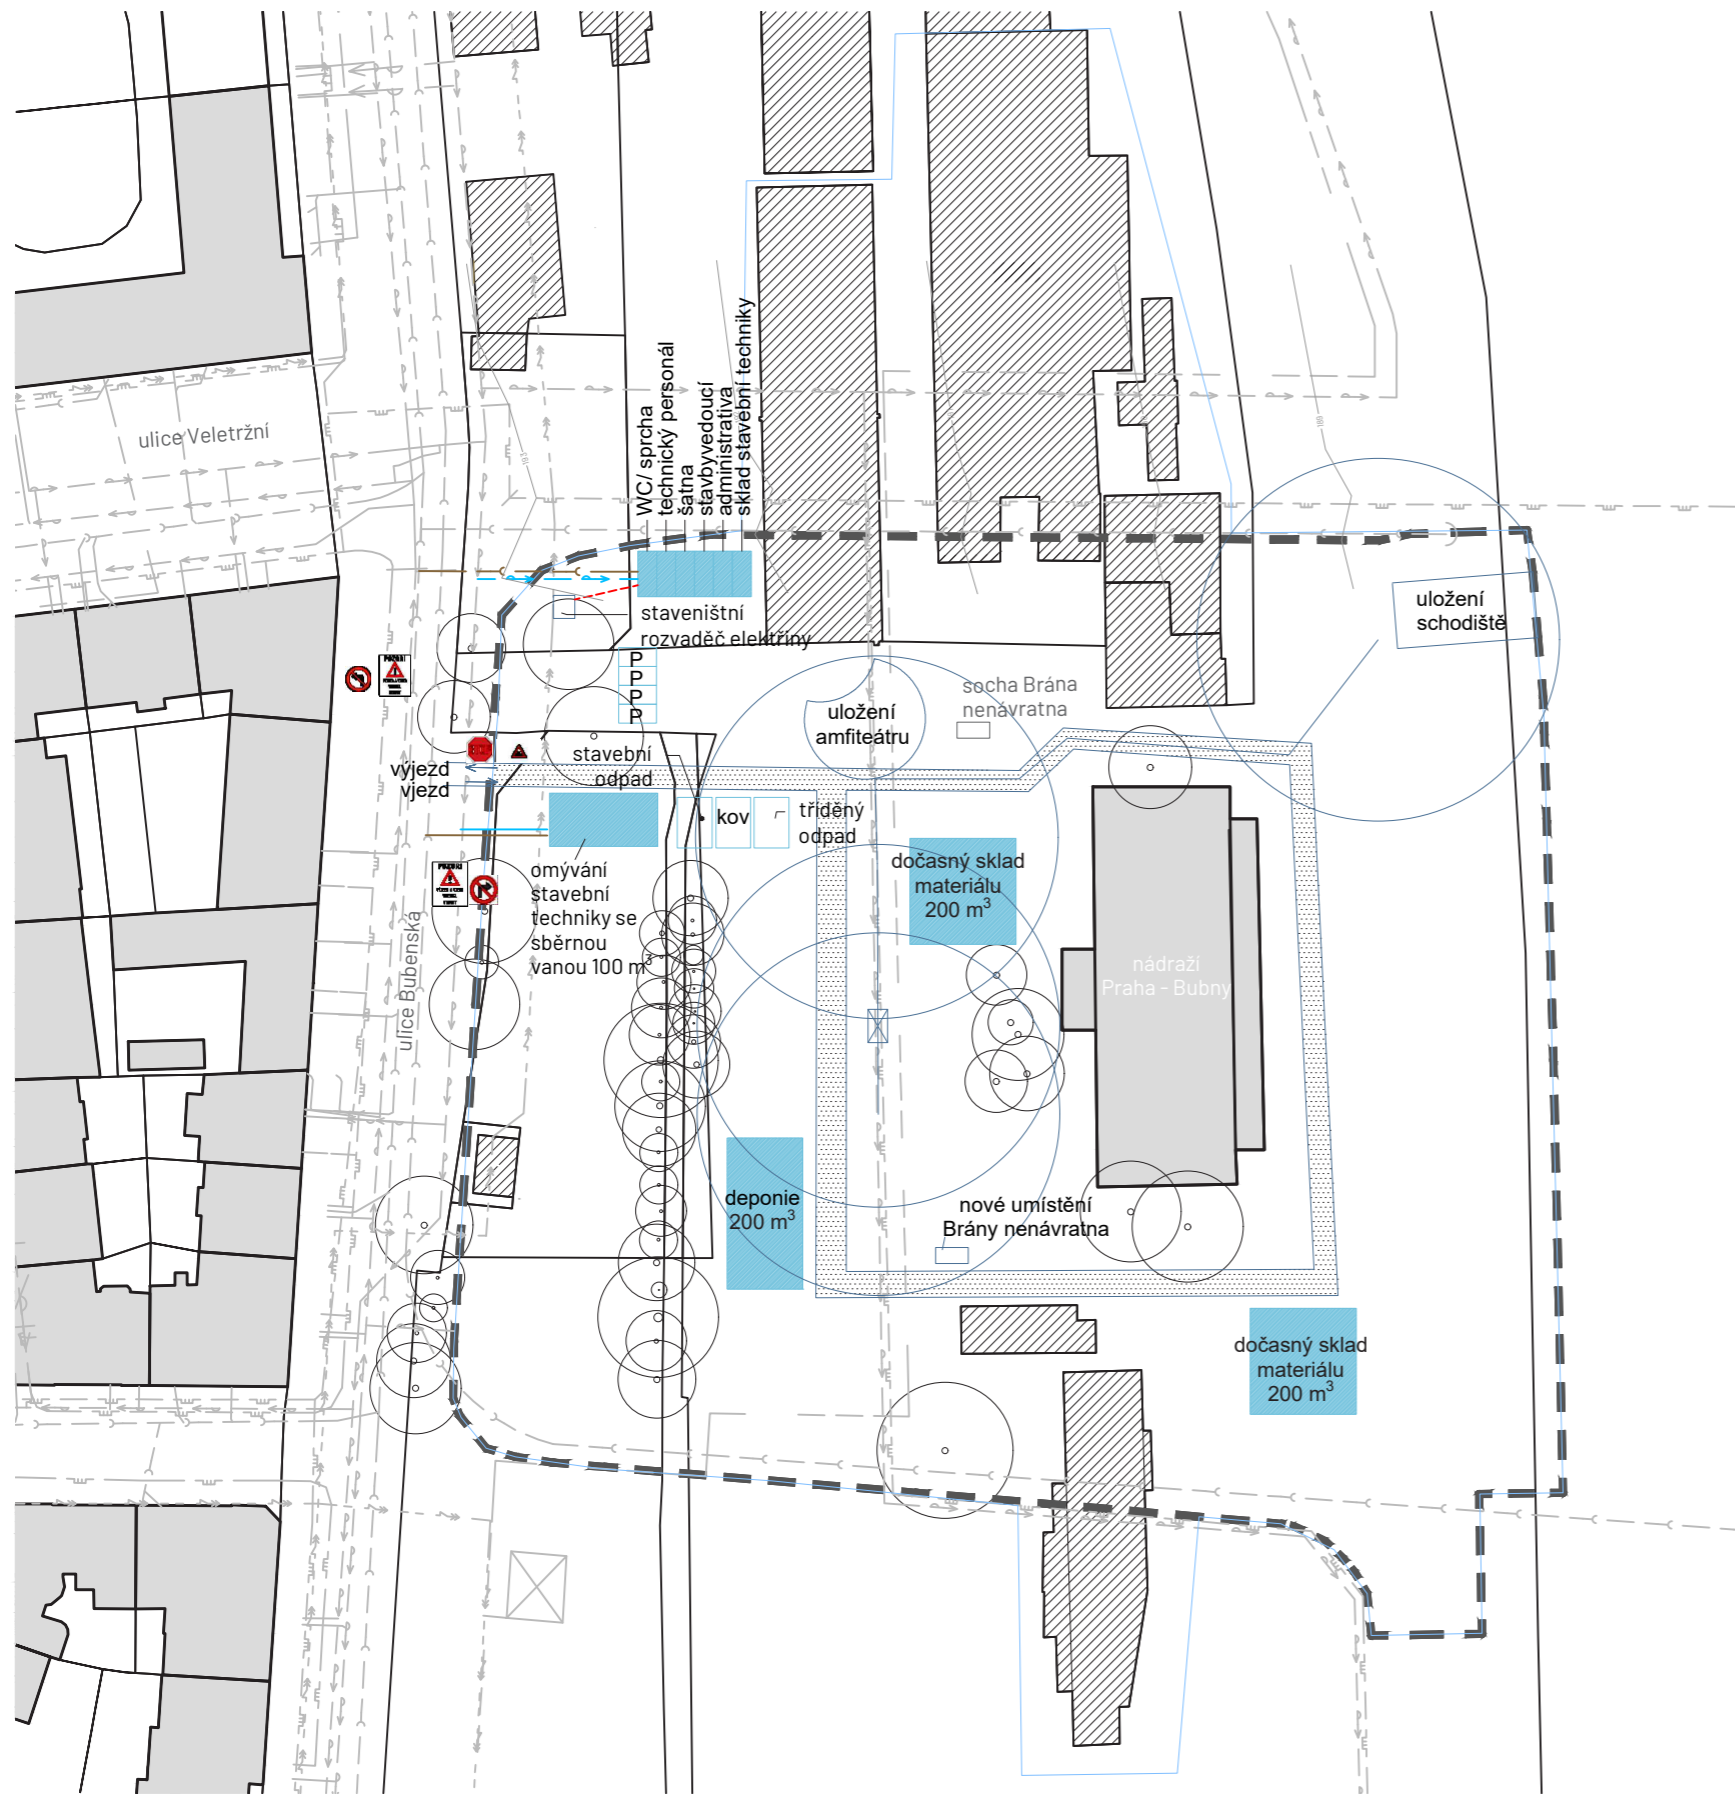 ulice Veletržní
WC/ sprcha
technický personál
šatna
stavbyvedoucí
administrativa
sklad stavební techniky
staveništní
rozvaděč elektřiny
P
P
P
P
uložení
schodiště
socha Brána
nenávratna
uložení
amfiteátru
stavební
odpad
výjezd
vjezd
kov
tříděný
odpad
dočasný sklad
materiálu
200 m³
omývání
stavební
techniky se
sběrnou
vanou 100 m³
ulice Bubenská
nádraží
Praha - Bubny
deponie
200 m³
nové umístění
Brány nenávratna
dočasný sklad
materiálu
200 m³